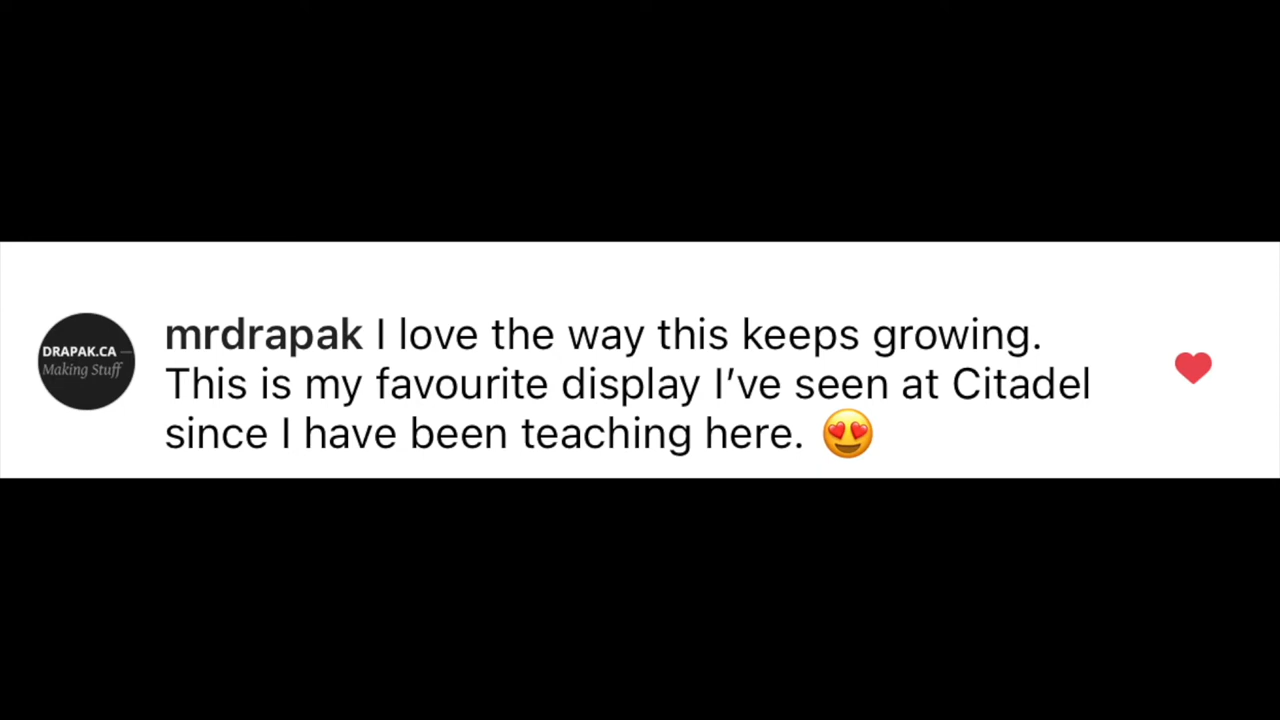 DRAPAK.CA —
Making Stuff
mrdrapak I love the way this keeps growing.
This is my favourite display I’ve seen at Citadel
since I have been teaching here. 😍